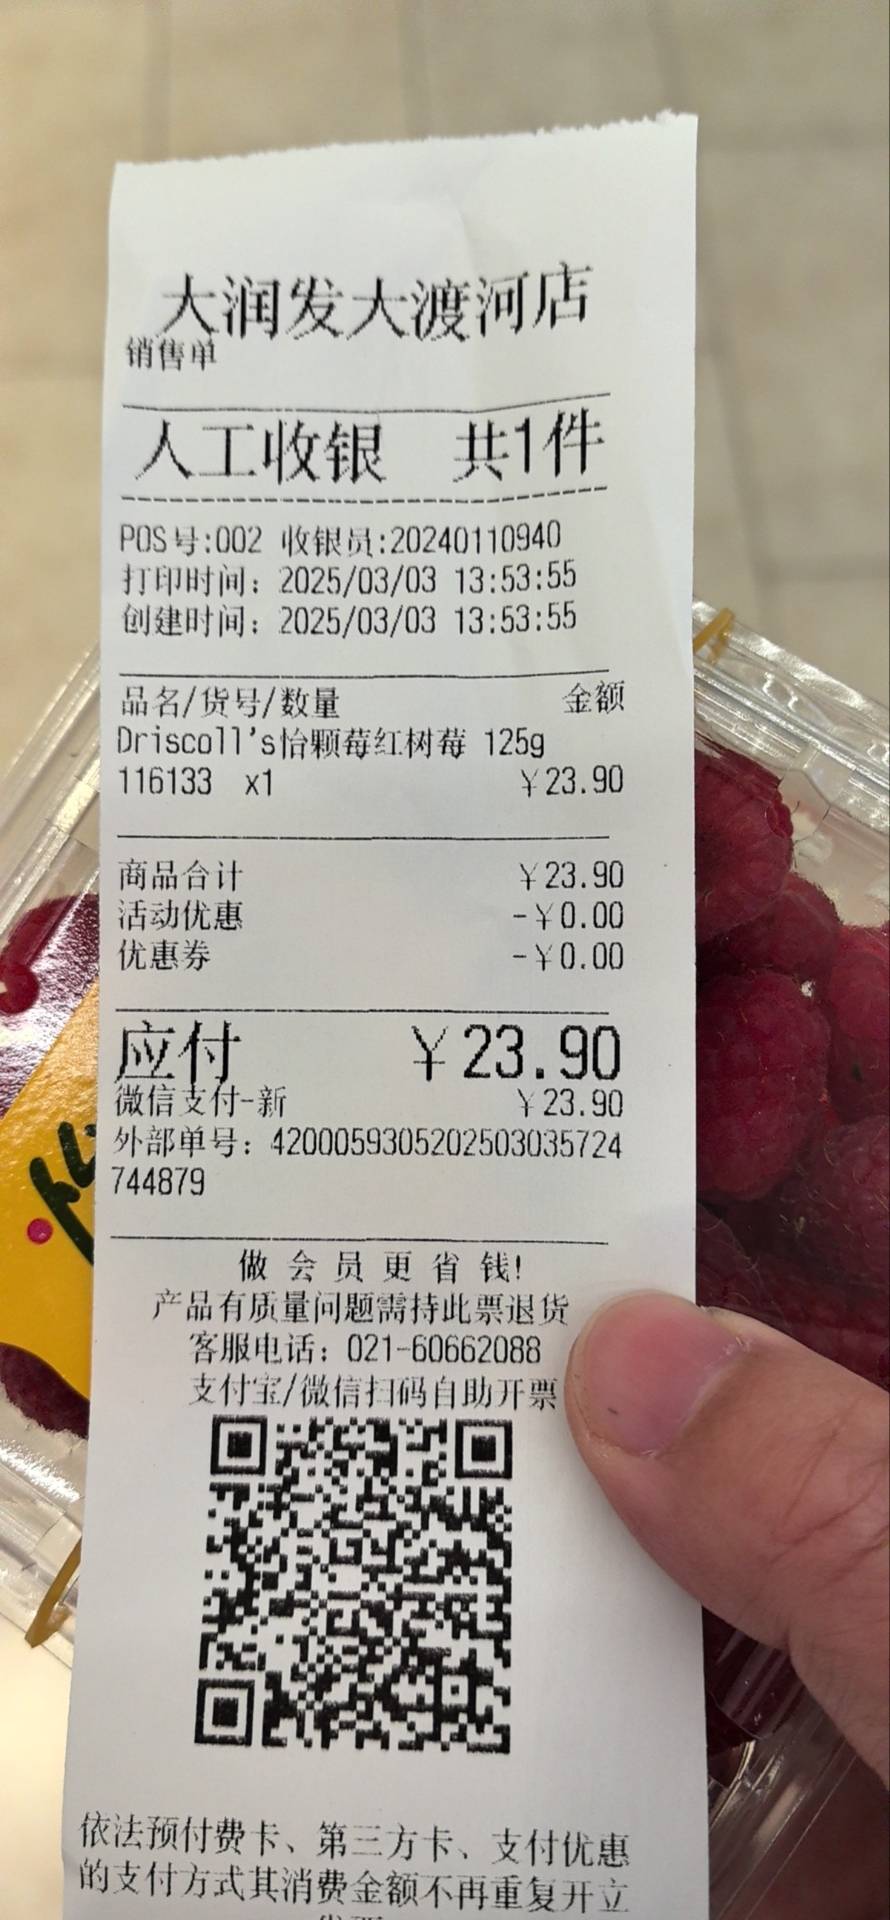 大润发大渡河店
销售单
人工收银 共1件
POS号:002 收银员:20240110940
打印时间: 2025/03/03 13:53:55
创建时间: 2025/03/03 13:53:55
品名/货号/数量 金额
Driscoll's怡颗莓红树莓 125g
116133 x1 ￥23.90
商品合计 ￥23.90
活动优惠 -￥0.00
优惠券 -￥0.00
应付 ￥23.90
微信支付-新 ￥23.90
外部单号: 4200059305202503035724
744879
做会员更省钱!
产品有质量问题需持此票退货
客服电话: 021-60662088
支付宝/微信扫码自助开票
依法预付费卡、第三方卡、支付优惠
的支付方式其消费金额不再重复开立